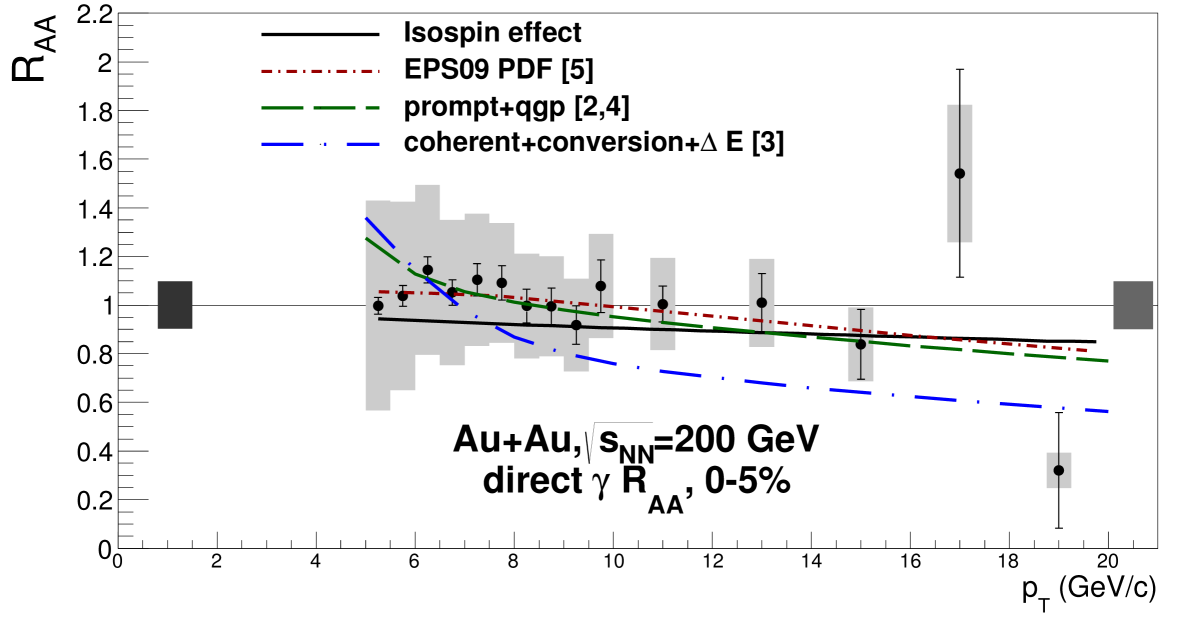 R_AA
2.2
2
1.8
1.6
1.4
1.2
1
0.8
0.6
0.4
0.2
0
Isospin effect
EPS09 PDF [5]
prompt+qgp [2,4]
coherent+conversion+Δ E [3]
Au+Au, √s_NN=200 GeV
direct γ R_AA, 0-5%
0 2 4 6 8 10 12 14 16 18 20
p_T (GeV/c)